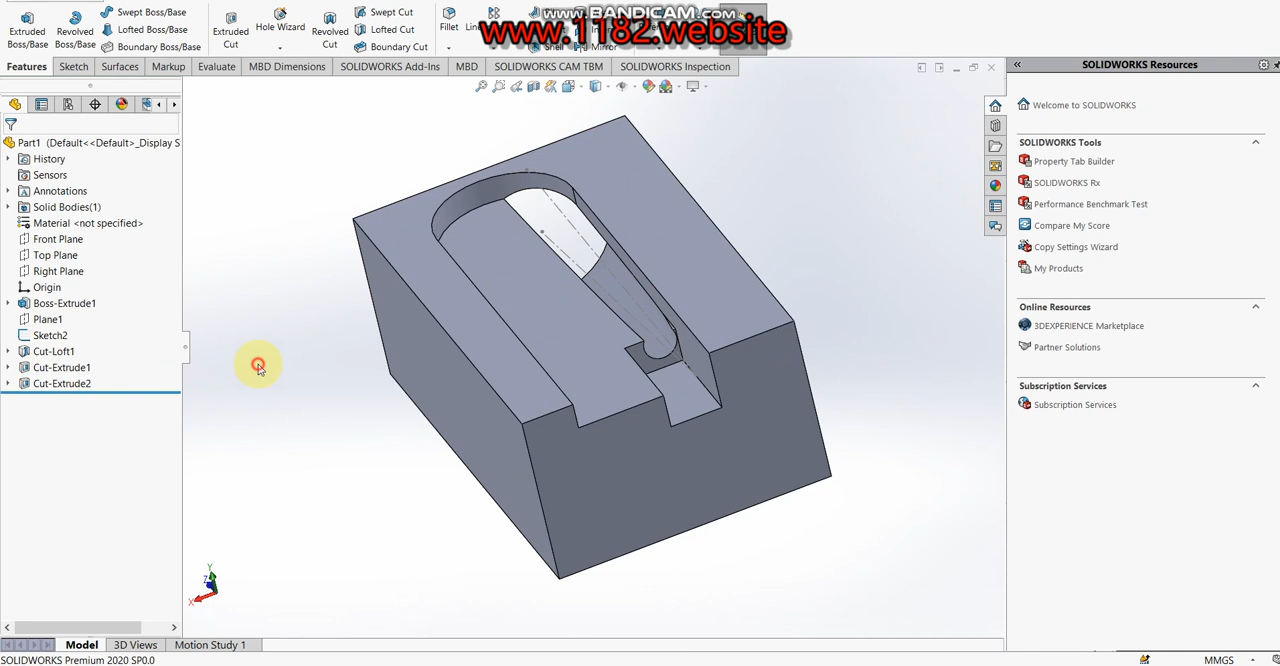 www.BANDICAM.com
www.1182.website
Extruded Boss/Base
Revolved Boss/Base
Swept Boss/Base
Lofted Boss/Base
Boundary Boss/Base
Extruded Cut
Hole Wizard
Revolved Cut
Swept Cut
Lofted Cut
Boundary Cut
Fillet
Shell
Mirror
Features
Sketch
Surfaces
Markup
Evaluate
MBD Dimensions
SOLIDWORKS Add-Ins
MBD
SOLIDWORKS CAM TBM
SOLIDWORKS Inspection
Part1 (Default<<Default>_Display S
History
Sensors
Annotations
Solid Bodies(1)
Material <not specified>
Front Plane
Top Plane
Right Plane
Origin
Boss-Extrude1
Plane1
Sketch2
Cut-Loft1
Cut-Extrude1
Cut-Extrude2
Y
Z
X
SOLIDWORKS Resources
Welcome to SOLIDWORKS
SOLIDWORKS Tools
Property Tab Builder
SOLIDWORKS Rx
Performance Benchmark Test
Compare My Score
Copy Settings Wizard
My Products
Online Resources
3DEXPERIENCE Marketplace
Partner Solutions
Subscription Services
Subscription Services
Model
3D Views
Motion Study 1
SOLIDWORKS Premium 2020 SP0.0
MMGS